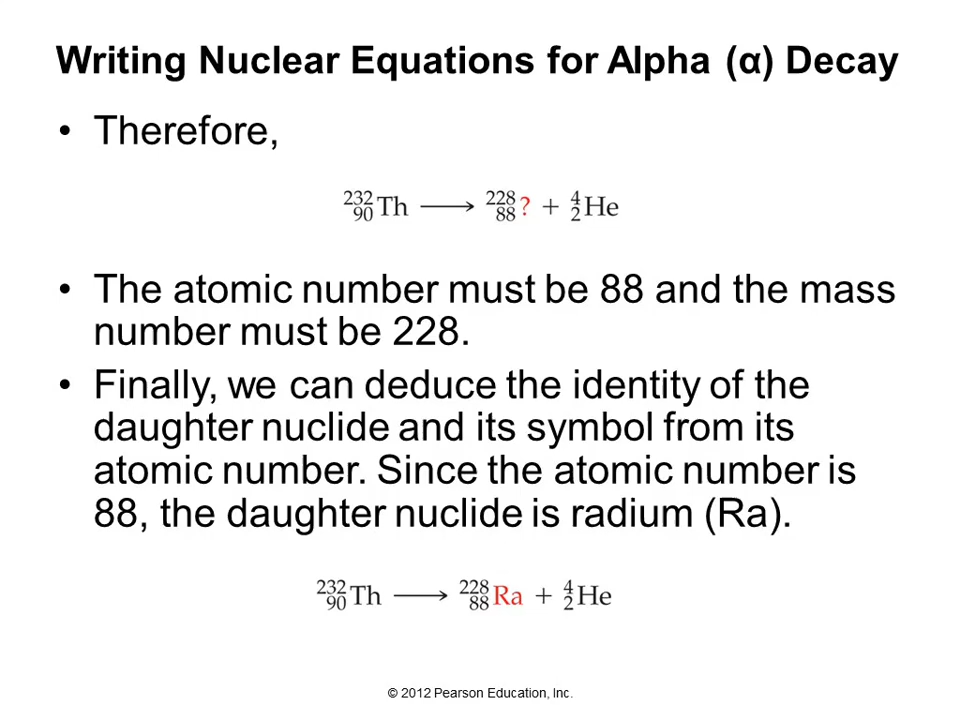 Writing Nuclear Equations for Alpha (α) Decay
• Therefore,
²³²₉₀Th ⟶ ²²⁸₈₈? + ⁴₂He
• The atomic number must be 88 and the mass
number must be 228.
• Finally, we can deduce the identity of the
daughter nuclide and its symbol from its
atomic number. Since the atomic number is
88, the daughter nuclide is radium (Ra).
²³²₉₀Th ⟶ ²²⁸₈₈Ra + ⁴₂He
© 2012 Pearson Education, Inc.